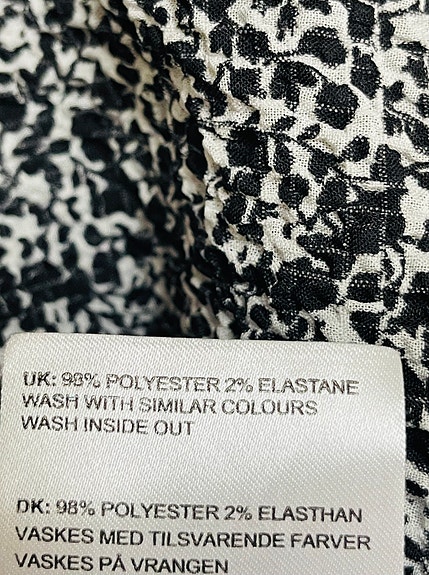 UK: 98% POLYESTER 2% ELASTANE
WASH WITH SIMILAR COLOURS
WASH INSIDE OUT
DK: 98% POLYESTER 2% ELASTHAN
VASKES MED TILSVARENDE FARVER
VASKES PÅ VRANGEN